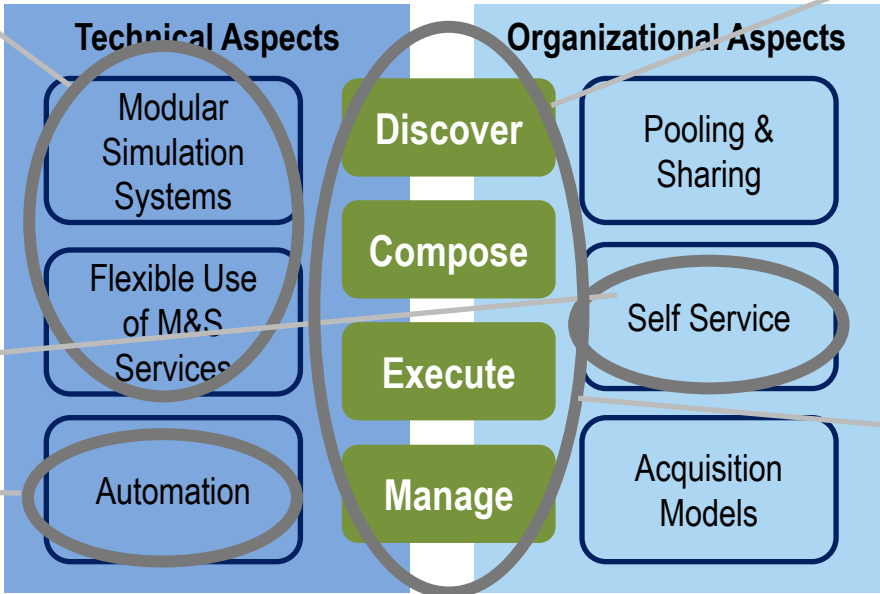 Technical Aspects
Modular
Simulation
Systems
Flexible Use
of M&S
Services
Automation
Discover
Compose
Execute
Manage
Organizational Aspects
Pooling &
Sharing
Self Service
Acquisition
Models